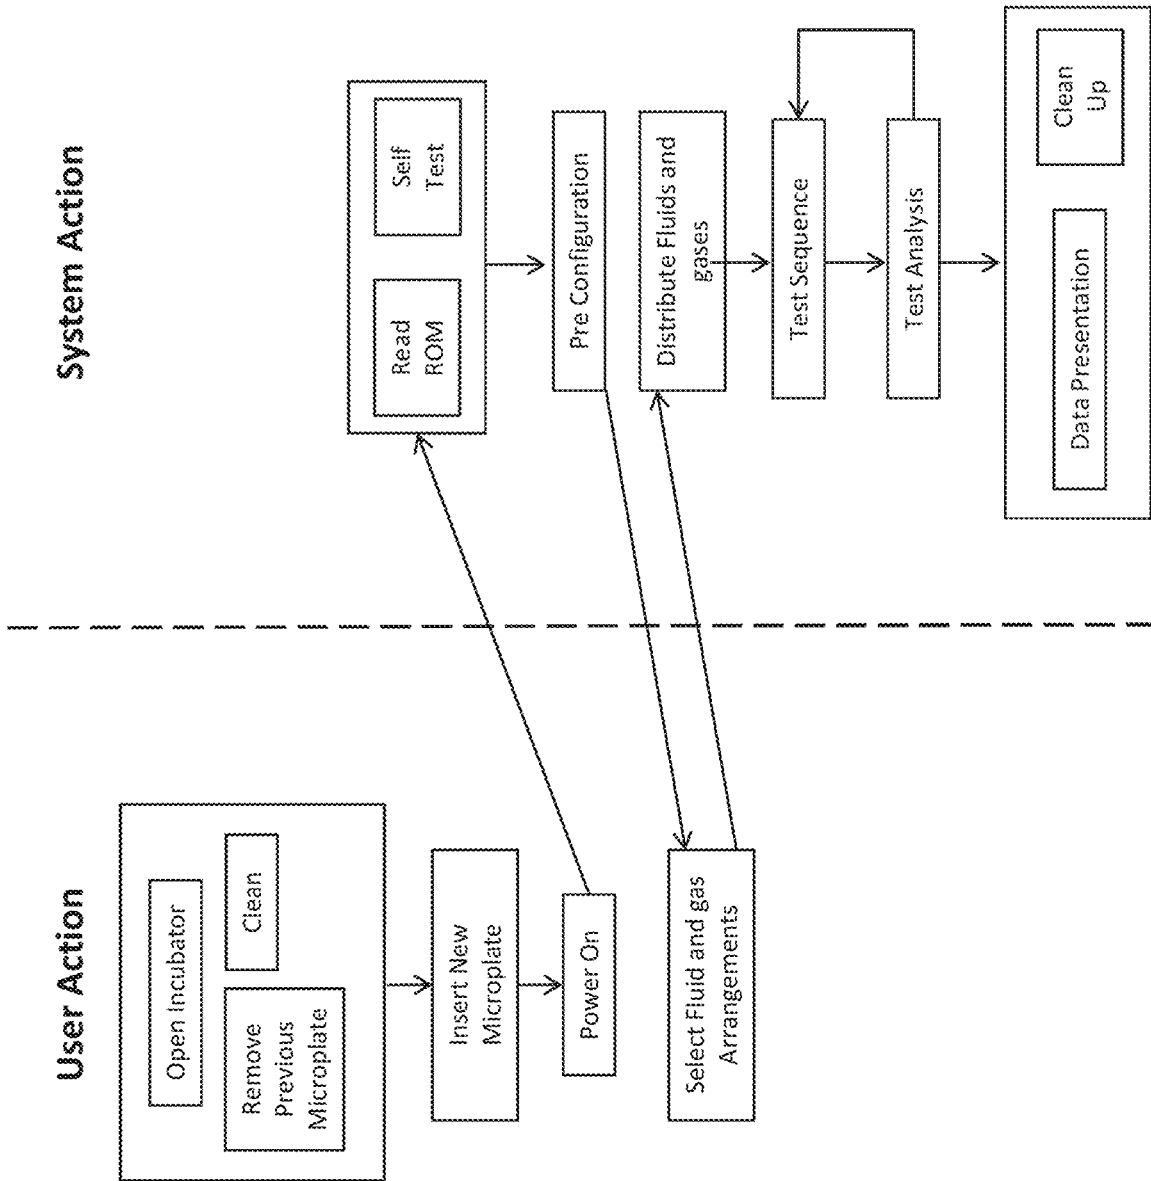 User Action
Open Incubator
Remove
Previous
Microplate
Clean
Insert New
Microplate
Power On
Select Fluid and gas
Arrangements
System Action
Read
ROM
Self
Test
Pre Configuration
Distribute Fluids and
gases
Test Sequence
Test Analysis
Data Presentation
Clean
Up